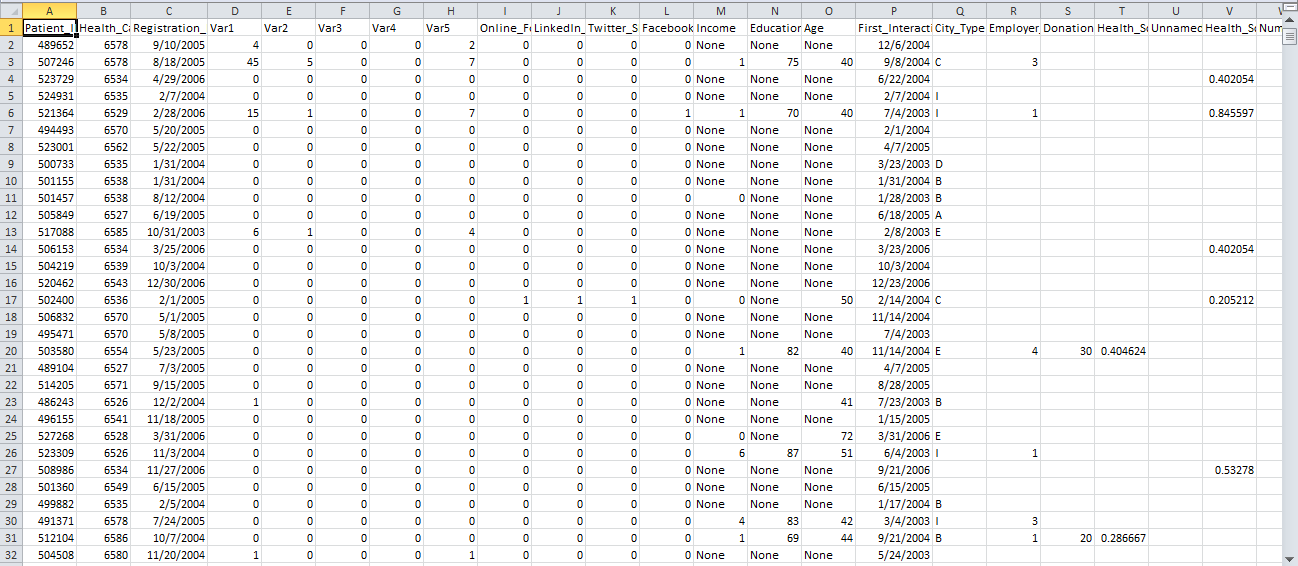 A B C D E F G H I J K L M N O P Q R S T U V
1 Patient_I Health_Ca Registration_ Var1 Var2 Var3 Var4 Var5 Online_Fo LinkedIn_ Twitter_S Facebook Income Education Age First_Interacti City_Type Employer_ Donation Health_Sc Unnamed Health_Sc Num
2 489652 6578 9/10/2005 4 0 0 0 2 0 0 0 0 None None None 12/6/2004
3 507246 6578 8/18/2005 45 5 0 0 7 0 0 0 0 1 75 40 9/8/2004 C 3
4 523729 6534 4/29/2006 0 0 0 0 0 0 0 0 0 None None None 6/22/2004 0.402054
5 524931 6535 2/7/2004 0 0 0 0 0 0 0 0 0 None None None 2/7/2004 I
6 521364 6529 2/28/2006 15 1 0 0 7 0 0 0 1 1 70 40 7/4/2003 I 1 0.845597
7 494493 6570 5/20/2005 0 0 0 0 0 0 0 0 0 None None None 2/1/2004
8 523001 6562 5/22/2005 0 0 0 0 0 0 0 0 0 None None None 4/7/2005
9 500733 6535 1/31/2004 0 0 0 0 0 0 0 0 0 None None None 3/23/2003 D
10 501155 6538 1/31/2004 0 0 0 0 0 0 0 0 0 None None None 1/31/2004 B
11 501457 6538 8/12/2004 0 0 0 0 0 0 0 0 0 0 None None 1/28/2003 B
12 505849 6527 6/19/2005 0 0 0 0 0 0 0 0 0 None None None 6/18/2005 A
13 517088 6585 10/31/2003 6 1 0 0 4 0 0 0 0 None None None 2/8/2003 E
14 506153 6534 3/25/2006 0 0 0 0 0 0 0 0 0 None None None 3/23/2006 0.402054
15 504219 6539 10/3/2004 0 0 0 0 0 0 0 0 0 None None None 10/3/2004
16 520462 6543 12/30/2006 0 0 0 0 0 0 0 0 0 None None None 12/23/2006
17 502400 6536 2/1/2005 0 0 0 0 0 1 1 1 0 0 None 50 2/14/2004 C 0.205212
18 506832 6570 5/1/2005 0 0 0 0 0 0 0 0 0 None None None 11/14/2004
19 495471 6570 5/8/2005 0 0 0 0 0 0 0 0 0 None None None 7/4/2003
20 503580 6554 5/23/2005 0 0 0 0 0 0 0 0 0 1 82 40 11/14/2004 E 4 30 0.404624
21 489104 6527 7/3/2005 0 0 0 0 0 0 0 0 0 None None None 4/7/2005
22 514205 6571 9/15/2005 0 0 0 0 0 0 0 0 0 None None None 8/28/2005
23 486243 6526 12/2/2004 1 0 0 0 0 0 0 0 0 0 None 41 7/23/2003 B
24 496155 6541 11/18/2005 0 0 0 0 0 0 0 0 0 None None None 1/15/2005
25 527268 6528 3/31/2006 0 0 0 0 0 0 0 0 0 0 None 72 3/31/2006 E
26 523309 6526 11/3/2004 0 0 0 0 0 0 0 0 0 6 87 51 6/4/2003 I 1
27 508986 6534 11/27/2006 0 0 0 0 0 0 0 0 0 None None None 9/21/2006 0.53278
28 501360 6549 6/15/2005 0 0 0 0 0 0 0 0 0 None None None 6/15/2005
29 499882 6535 2/5/2004 0 0 0 0 0 0 0 0 0 None None None 1/17/2004 B
30 491371 6578 7/24/2005 0 0 0 0 0 0 0 0 0 4 83 42 3/4/2003 I 3
31 512104 6586 10/7/2004 0 0 0 0 0 0 0 0 0 1 69 44 9/21/2004 B 1 20 0.286667
32 504508 6580 11/20/2004 1 0 0 0 1 0 0 0 0 None None None 5/24/2003